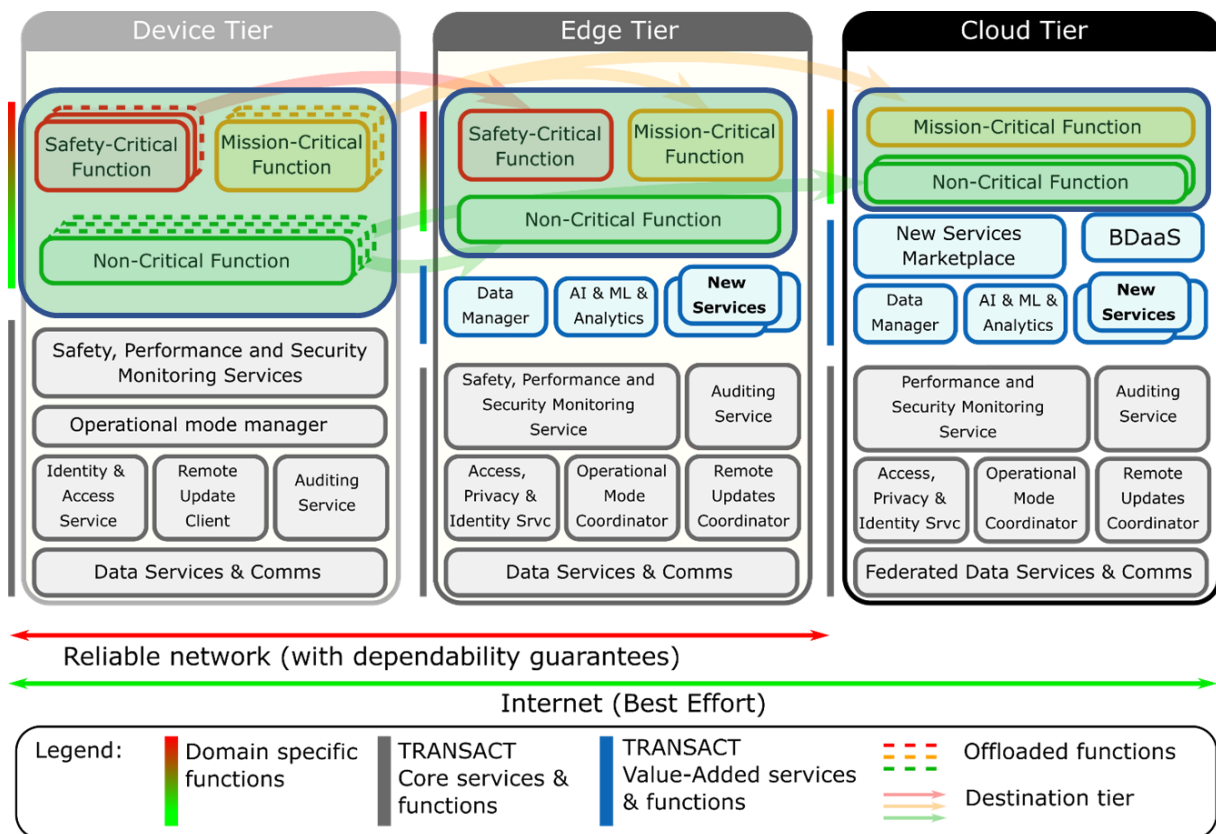 Device Tier
Safety-Critical
Function
Mission-Critical
Function
Non-Critical Function
Safety, Performance and Security
Monitoring Services
Operational mode manager
Identity &
Access
Service
Remote
Update
Client
Auditing
Service
Data Services & Comms
Edge Tier
Safety-Critical
Function
Mission-Critical
Function
Non-Critical Function
Data
Manager
AI & ML &
Analytics
New
Services
Safety, Performance and
Security Monitoring
Service
Auditing
Service
Access,
Privacy &
Identity Srvc
Operational
Mode
Coordinator
Remote
Updates
Coordinator
Data Services & Comms
Cloud Tier
Mission-Critical Function
Non-Critical Function
New Services
Marketplace
BDaaS
Data
Manager
AI & ML &
Analytics
New
Services
Performance and
Security Monitoring
Service
Auditing
Service
Access,
Privacy &
Identity Srvc
Operational
Mode
Coordinator
Remote
Updates
Coordinator
Federated Data Services & Comms
Reliable network (with dependability guarantees)
Internet (Best Effort)
Legend:
Domain specific
functions
TRANSACT
Core services &
functions
TRANSACT
Value-Added services
& functions
Offloaded functions
Destination tier